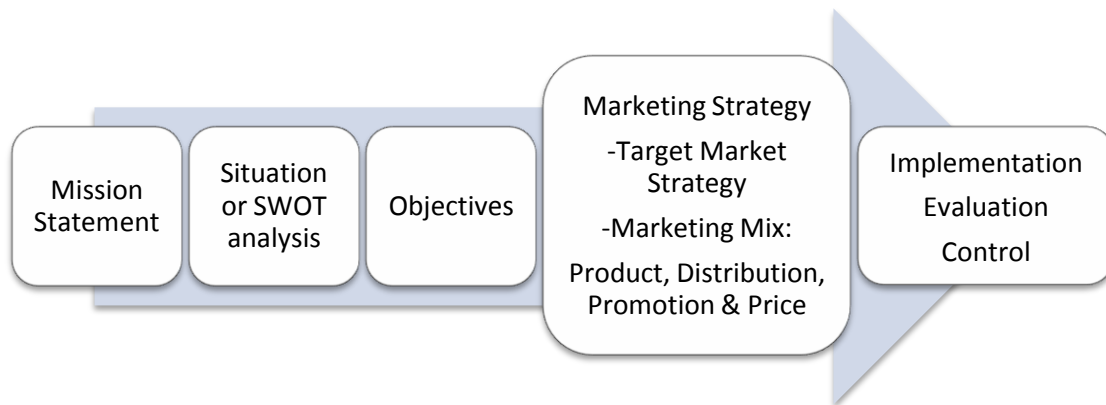 Mission
Statement
Situation
or SWOT
analysis
Objectives
Marketing Strategy
-Target Market
Strategy
-Marketing Mix:
Product, Distribution,
Promotion & Price
Implementation
Evaluation
Control